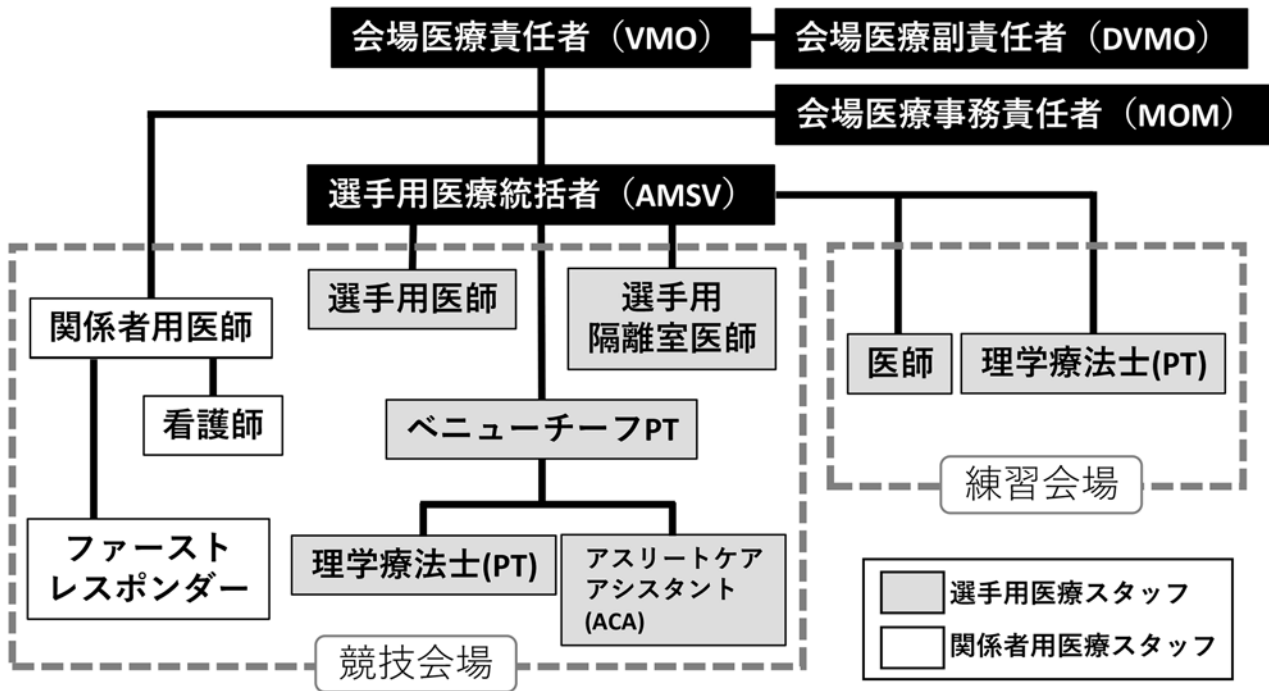 会場医療責任者（VMO）
会場医療副責任者（DVMO）
会場医療事務責任者（MOM）
選手用医療統括者（AMSV）
選手用医師
選手用
隔離室医師
関係者用医師
看護師
ファースト
レスポンダー
ベニューチーフPT
理学療法士(PT)
アスリートケア
アシスタント
(ACA)
競技会場
医師
理学療法士(PT)
練習会場
選手用医療スタッフ
関係者用医療スタッフ